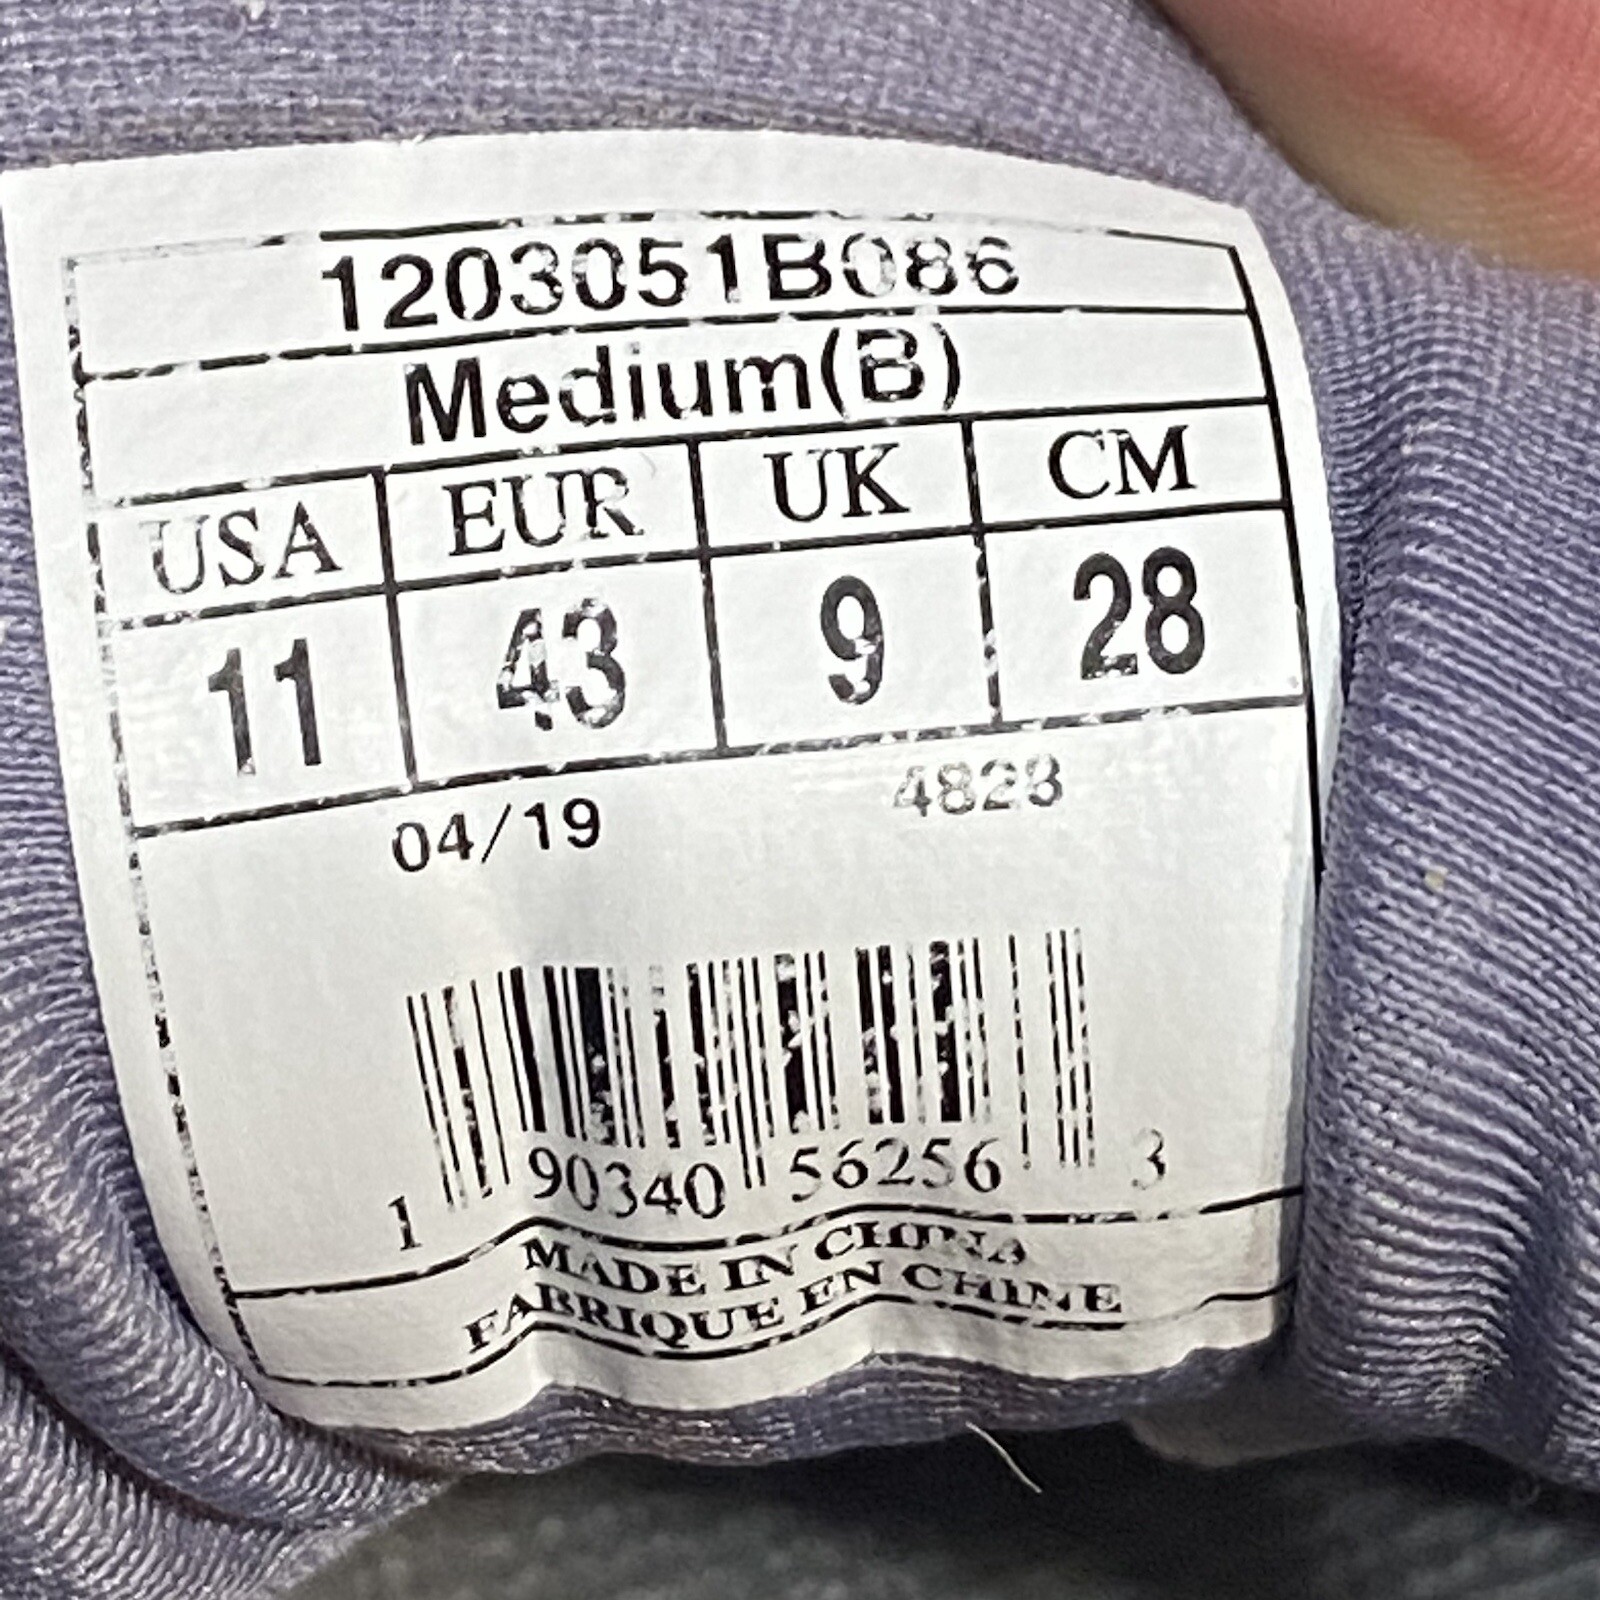 1203051B086
Medium(B)
USA EUR UK CM
11 43 9 28
04/19 4828
1 90340 56256 3
MADE IN CHINA
FABRIQUE EN CHINE